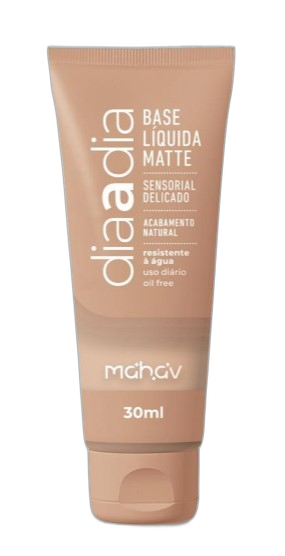 diaadia
BASE
LÍQUIDA
MATTE
SENSORIAL
DELICADO
ACABAMENTO
NATURAL
resistente
à água
uso diário
oil free
mahav
30ml